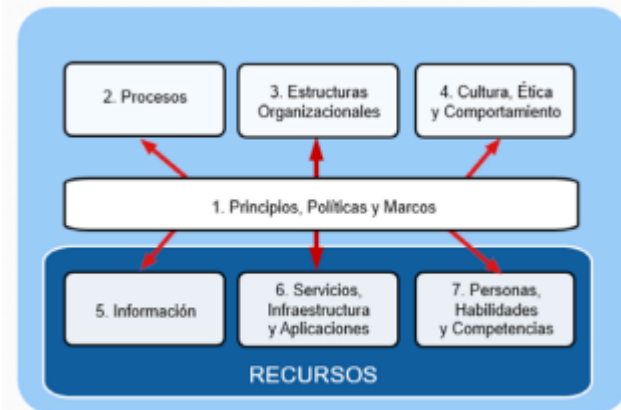 2. Procesos
3. Estructuras
Organizacionales
4. Cultura, Ética
y Comportamiento
1. Principios, Políticas y Marcos
5. Información
6. Servicios,
Infraestructura
y Aplicaciones
7. Personas,
Habilidades
y Competencias
RECURSOS